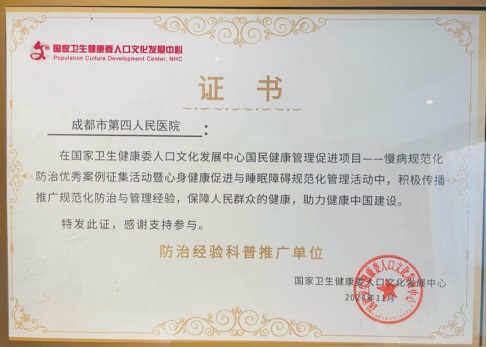 国家卫生健康委人口文化发展中心
Population Culture Development Center, NHC
证书
成都市第四人民医院：
在国家卫生健康委人口文化发展中心国民健康管理促进项目——慢病规范化
防治优秀案例征集活动暨心身健康促进与睡眠障碍规范化管理活动中，积极传播
推广规范化防治与管理经验，保障人民群众的健康，助力健康中国建设。
特发此证，感谢支持参与。
防治经验科普推广单位
国家卫生健康委人口文化发展中心
2024年11月